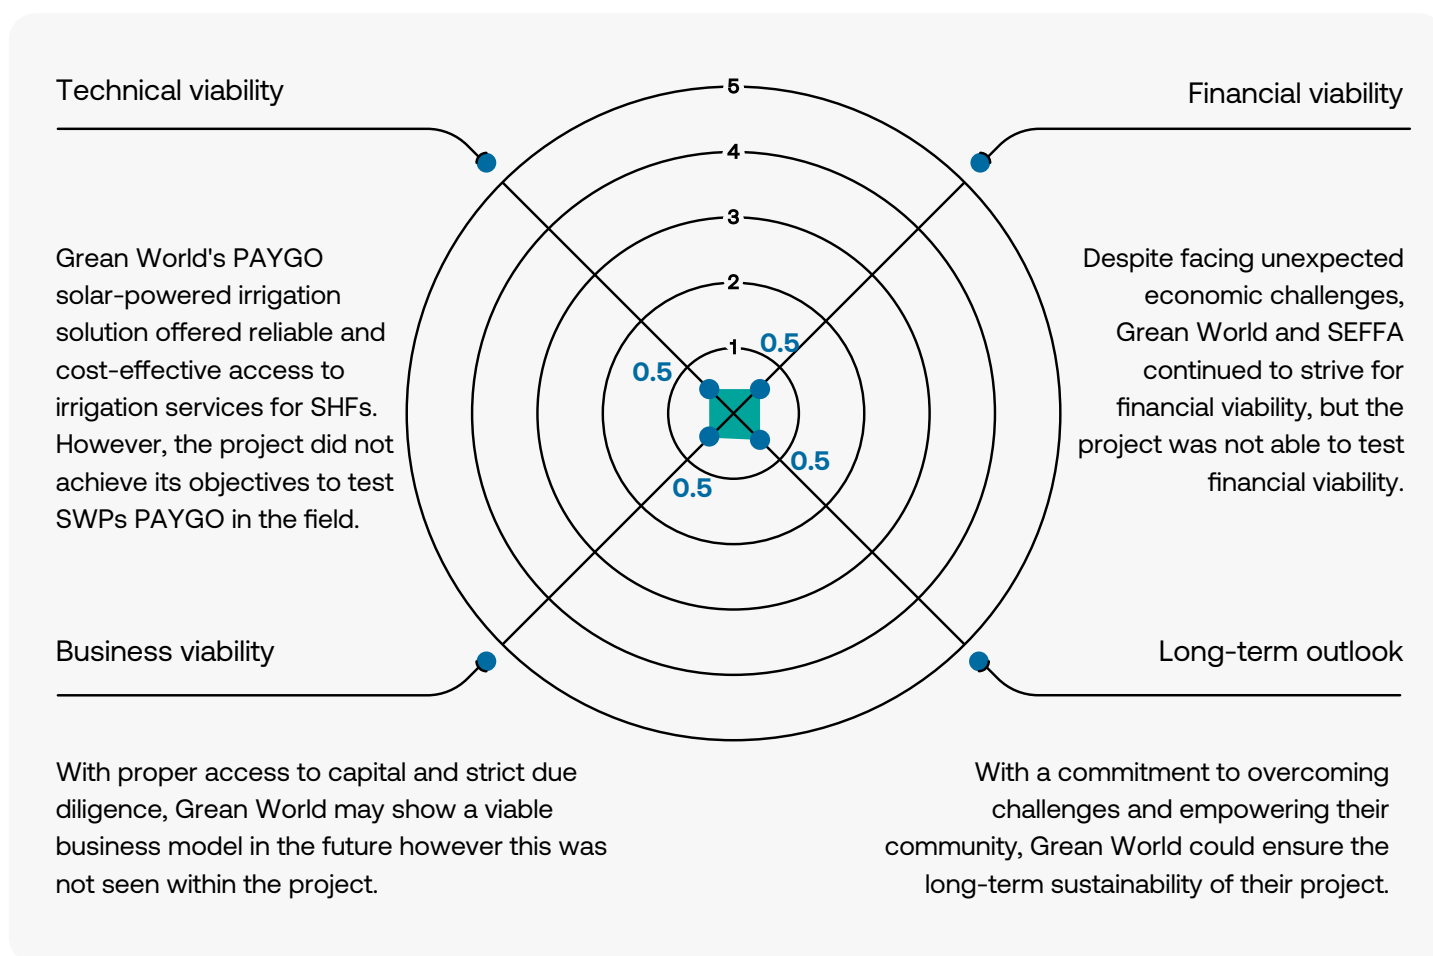 Technical viability
Grean World's PAYGO
solar-powered irrigation
solution offered reliable and
cost-effective access to
irrigation services for SHFs.
However, the project did not
achieve its objectives to test
SWPs PAYGO in the field.
5
4
3
2
1
0.5
0.5
0.5
0.5
Financial viability
Despite facing unexpected
economic challenges,
Grean World and SEFFA
continued to strive for
financial viability, but the
project was not able to test
financial viability.
Business viability
With proper access to capital and strict due
diligence, Grean World may show a viable
business model in the future however this was
not seen within the project.
Long-term outlook
With a commitment to overcoming
challenges and empowering their
community, Grean World could ensure the
long-term sustainability of their project.